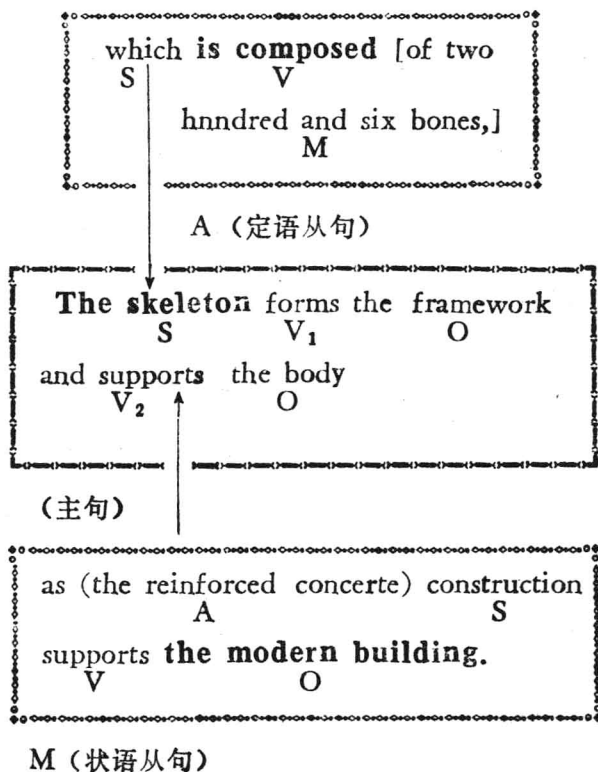 which is composed [of two
S V
hnndred and six bones,]
M
A（定语从句）
The skeleton forms the framework
S V₁ O
and supports the body
V₂ O
（主句）
as (the reinforced concerte) construction
A S
supports the modern building.
V O
M（状语从句）